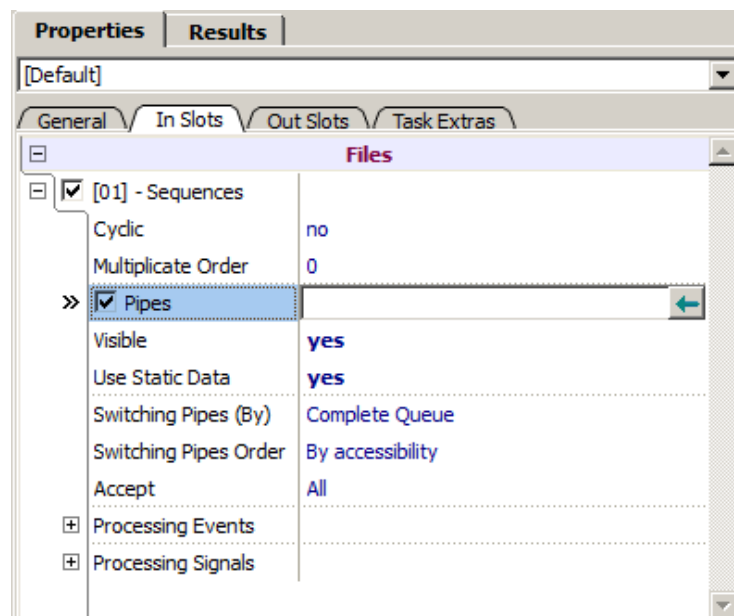 Properties Results
[Default]
General In Slots Out Slots Task Extras
Files
[01] - Sequences
Cyclic no
Multiplicate Order 0
Pipes
Visible yes
Use Static Data yes
Switching Pipes (By) Complete Queue
Switching Pipes Order By accessibility
Accept All
Processing Events
Processing Signals